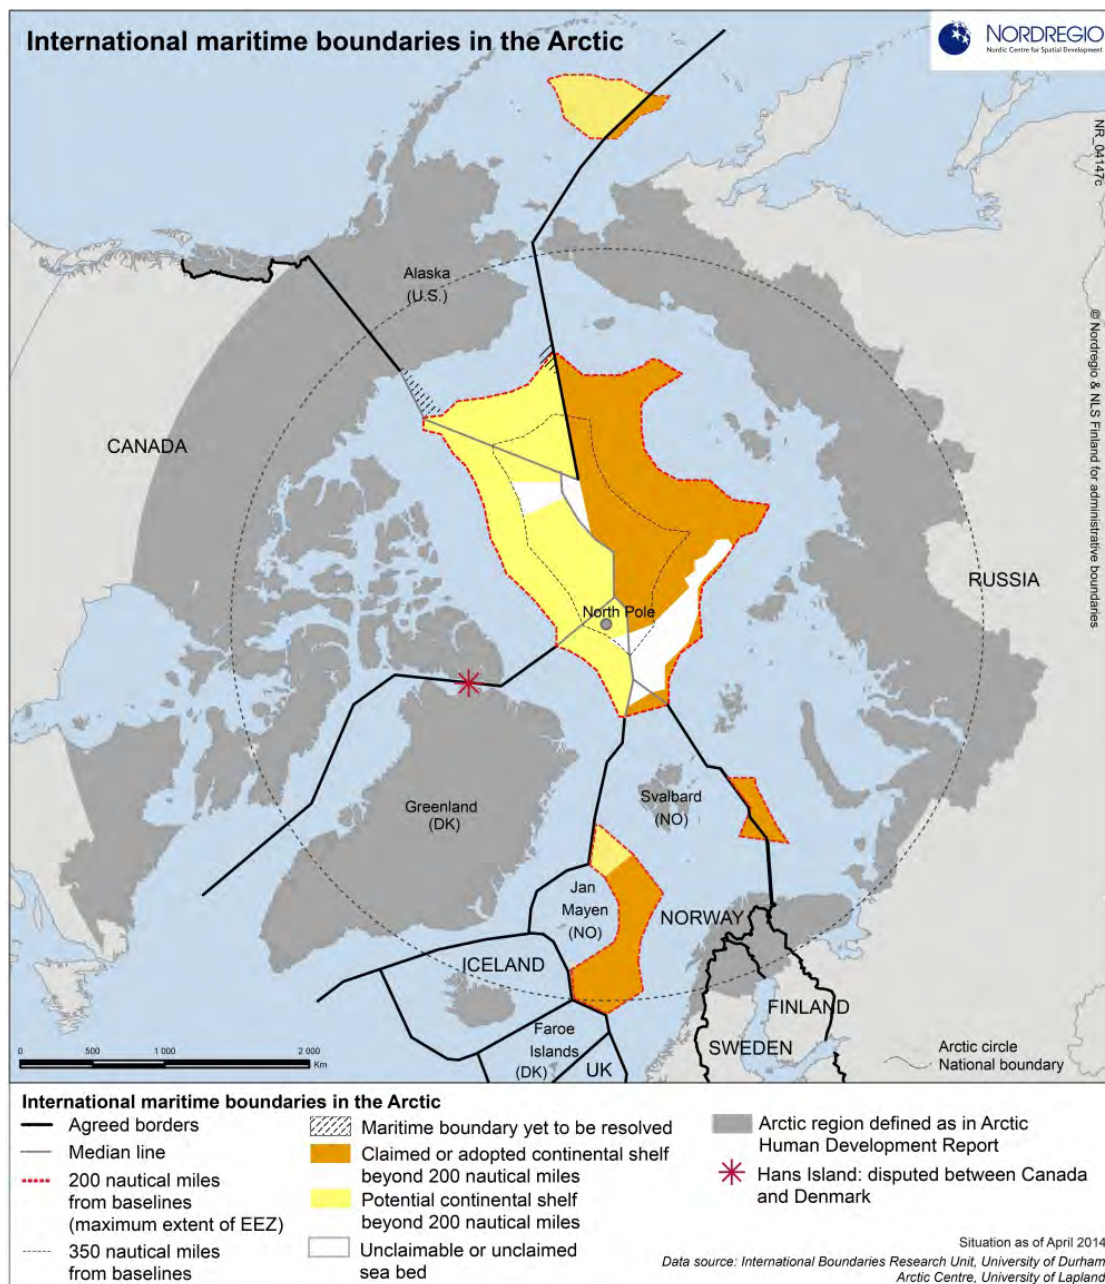 International maritime boundaries in the Arctic
NORDREGIO
Nordic Centre for Spatial Development
NR_04147c
© Nordregio & NLS Finland for administrative boundaries
Alaska
(U.S.)
CANADA
RUSSIA
North Pole
Greenland
(DK)
Svalbard
(NO)
Jan
Mayen
(NO)
NORWAY
ICELAND
FINLAND
Faroe
Islands
(DK)
UK
SWEDEN
0 500 1 000 2 000
Km
Arctic circle
National boundary
International maritime boundaries in the Arctic
Agreed borders
Median line
200 nautical miles
from baselines
(maximum extent of EEZ)
350 nautical miles
from baselines
Maritime boundary yet to be resolved
Claimed or adopted continental shelf
beyond 200 nautical miles
Potential continental shelf
beyond 200 nautical miles
Unclaimable or unclaimed
sea bed
Arctic region defined as in Arctic
Human Development Report
Hans Island: disputed between Canada
and Denmark
Situation as of April 2014
Data source: International Boundaries Research Unit, University of Durham
Arctic Centre, University of Lapland